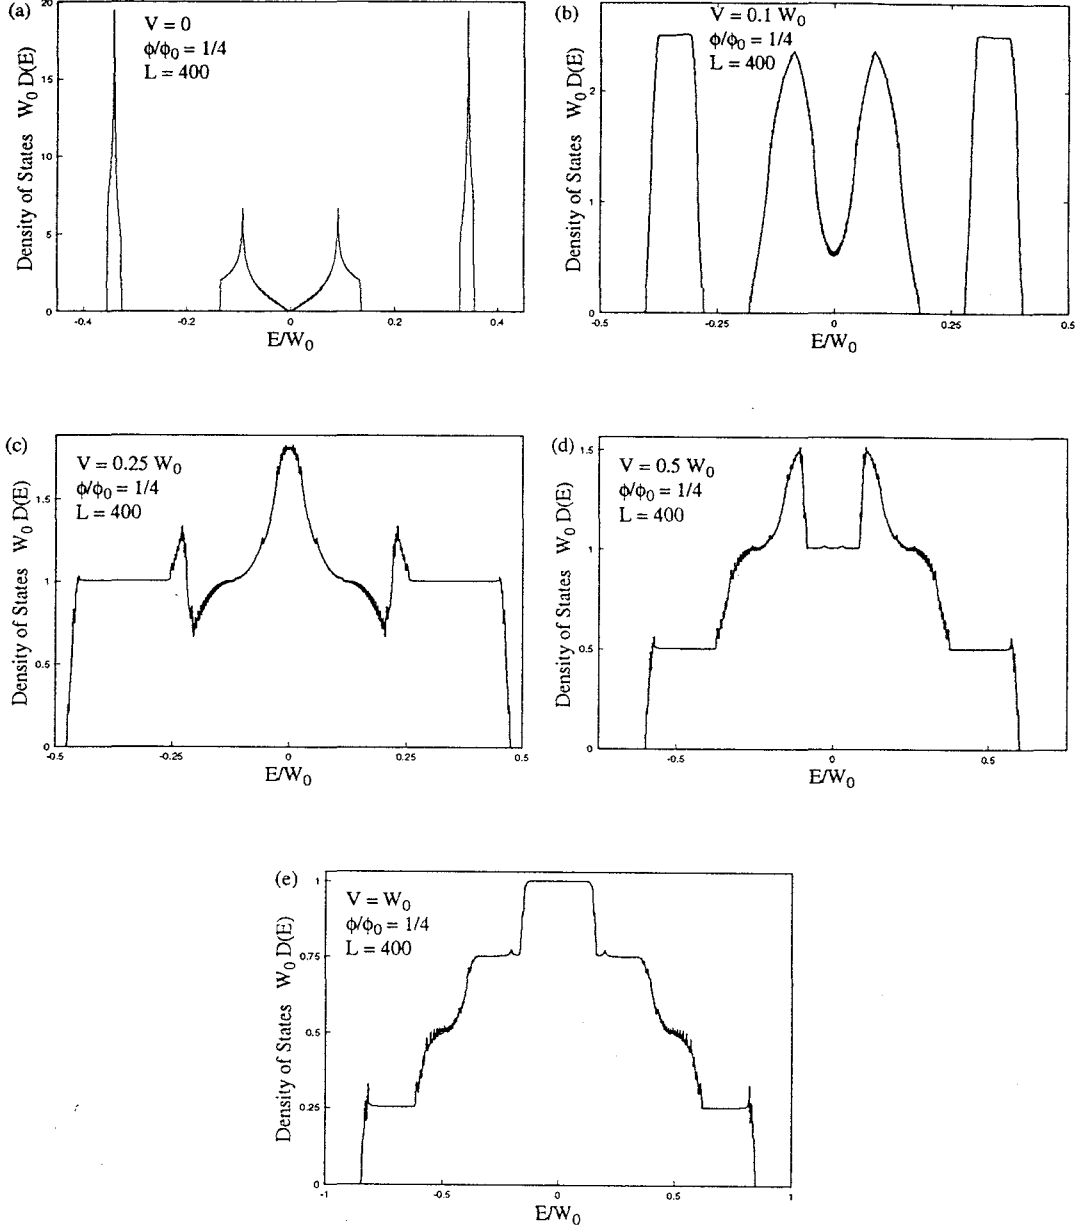 (a)
V = 0
ϕ/ϕ₀ = 1/4
L = 400
Density of States W₀ D(E)
20
15
10
5
0
-0.4 -0.2 0 0.2 0.4
E/W₀
(b)
V = 0.1 W₀
ϕ/ϕ₀ = 1/4
L = 400
Density of States W₀ D(E)
2
1
0
-0.5 -0.25 0 0.25 0.5
E/W₀
(c)
V = 0.25 W₀
ϕ/ϕ₀ = 1/4
L = 400
Density of States W₀ D(E)
1.5
1
0.5
0
-0.5 -0.25 0 0.25 0.5
E/W₀
(d)
V = 0.5 W₀
ϕ/ϕ₀ = 1/4
L = 400
Density of States W₀ D(E)
1.5
1
0.5
0
-0.5 0 0.5
E/W₀
(e)
V = W₀
ϕ/ϕ₀ = 1/4
L = 400
Density of States W₀ D(E)
1
0.75
0.5
0.25
0
-1 -0.5 0 0.5 1
E/W₀